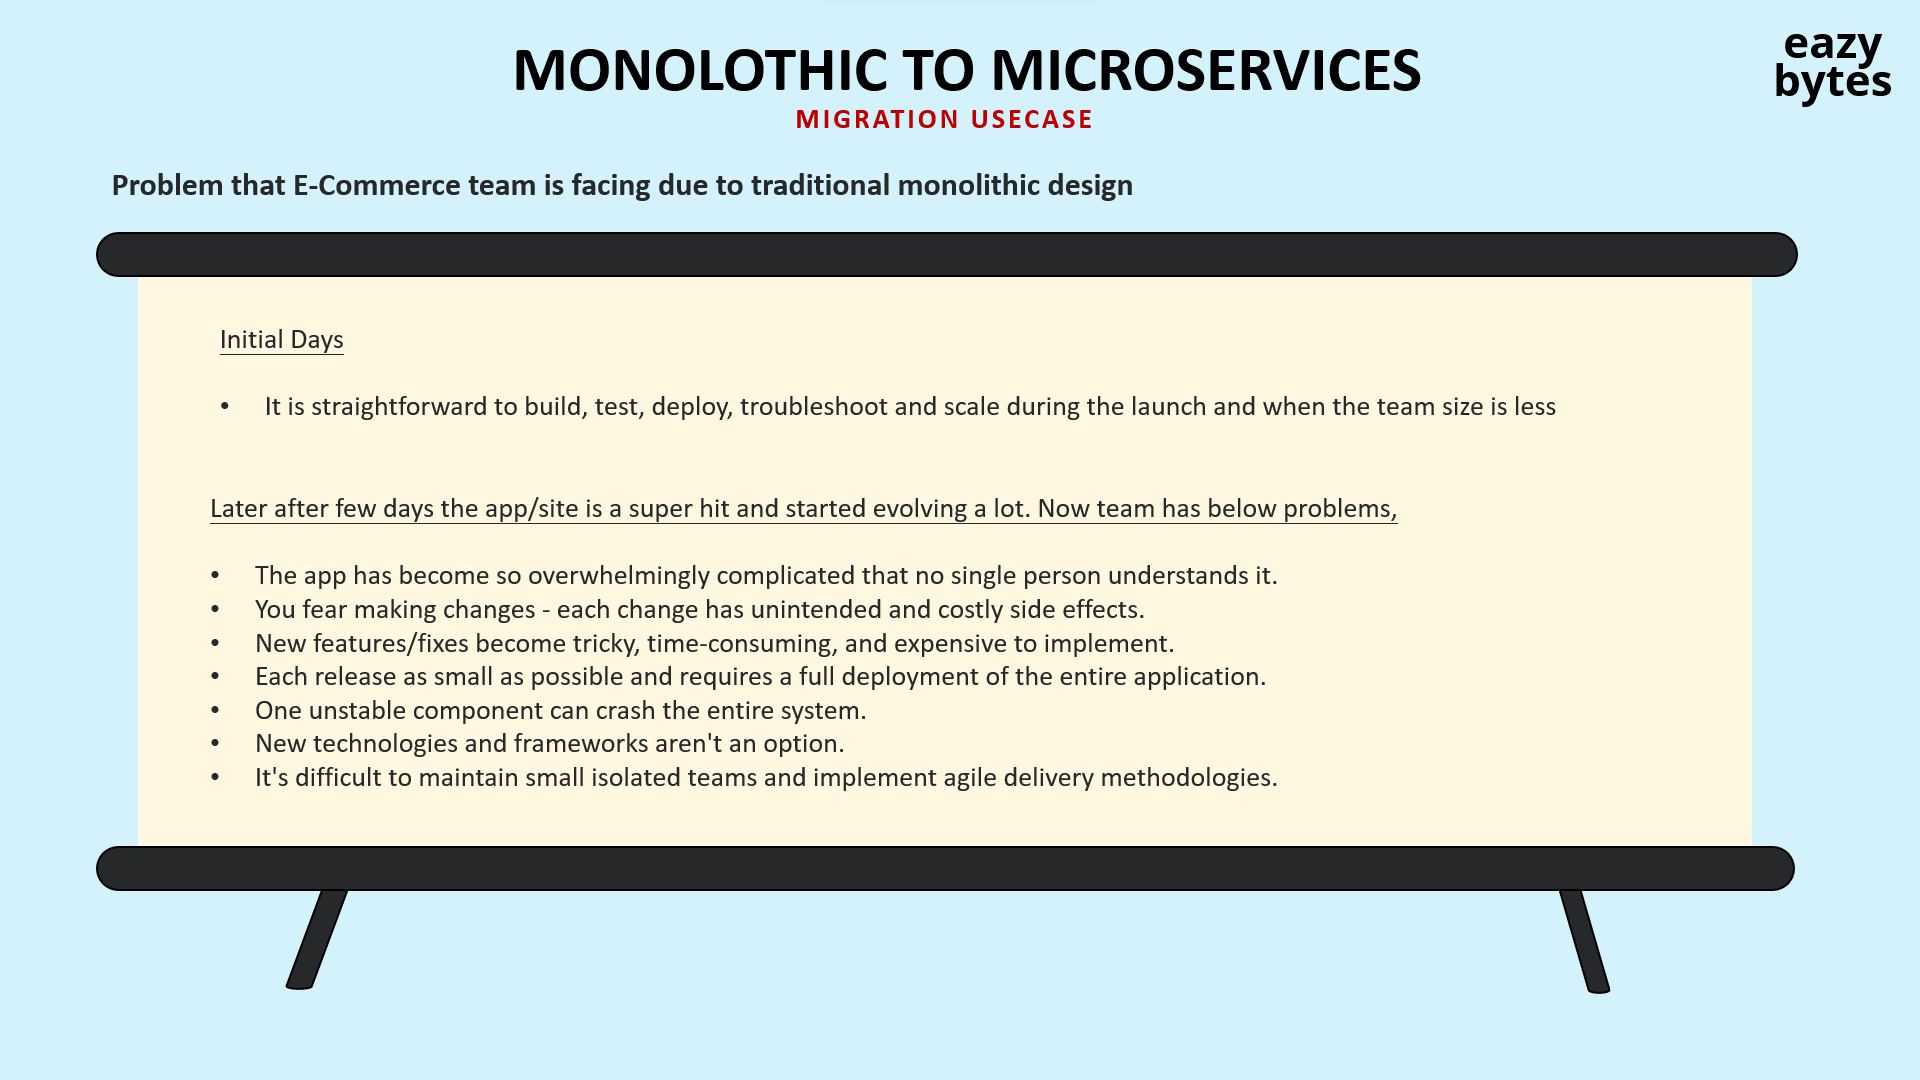 MONOLOTHIC TO MICROSERVICES
MIGRATION USECASE
eazy
bytes
Problem that E-Commerce team is facing due to traditional monolithic design
Initial Days
• It is straightforward to build, test, deploy, troubleshoot and scale during the launch and when the team size is less
Later after few days the app/site is a super hit and started evolving a lot. Now team has below problems,
• The app has become so overwhelmingly complicated that no single person understands it.
• You fear making changes - each change has unintended and costly side effects.
• New features/fixes become tricky, time-consuming, and expensive to implement.
• Each release as small as possible and requires a full deployment of the entire application.
• One unstable component can crash the entire system.
• New technologies and frameworks aren't an option.
• It's difficult to maintain small isolated teams and implement agile delivery methodologies.